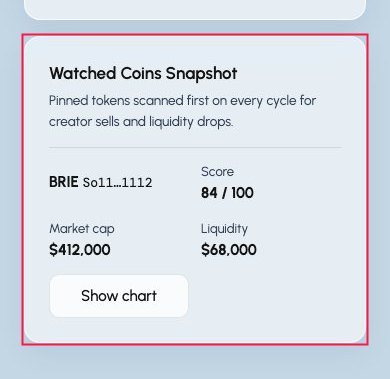 Watched Coins Snapshot
Pinned tokens scanned first on every cycle for
creator sells and liquidity drops.
BRIE So11…1112
Score
84 / 100
Market cap
$412,000
Liquidity
$68,000
Show chart